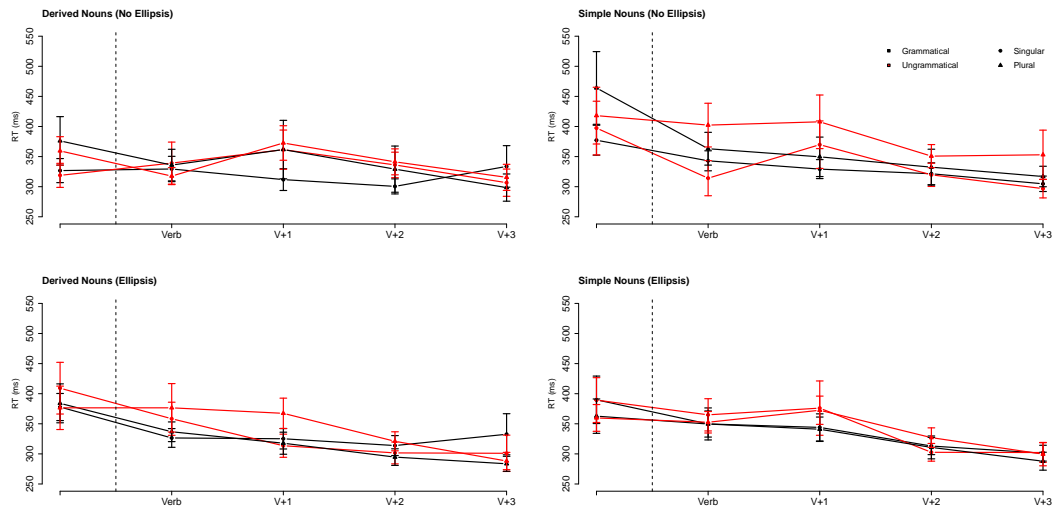 Derived Nouns (No Ellipsis)
RT (ms)
550
500
450
400
350
300
250
Verb
V+1
V+2
V+3
Simple Nouns (No Ellipsis)
RT (ms)
550
500
450
400
350
300
250
Grammatical
Ungrammatical
Singular
Plural
Verb
V+1
V+2
V+3
Derived Nouns (Ellipsis)
RT (ms)
550
500
450
400
350
300
250
Verb
V+1
V+2
V+3
Simple Nouns (Ellipsis)
RT (ms)
550
500
450
400
350
300
250
Verb
V+1
V+2
V+3